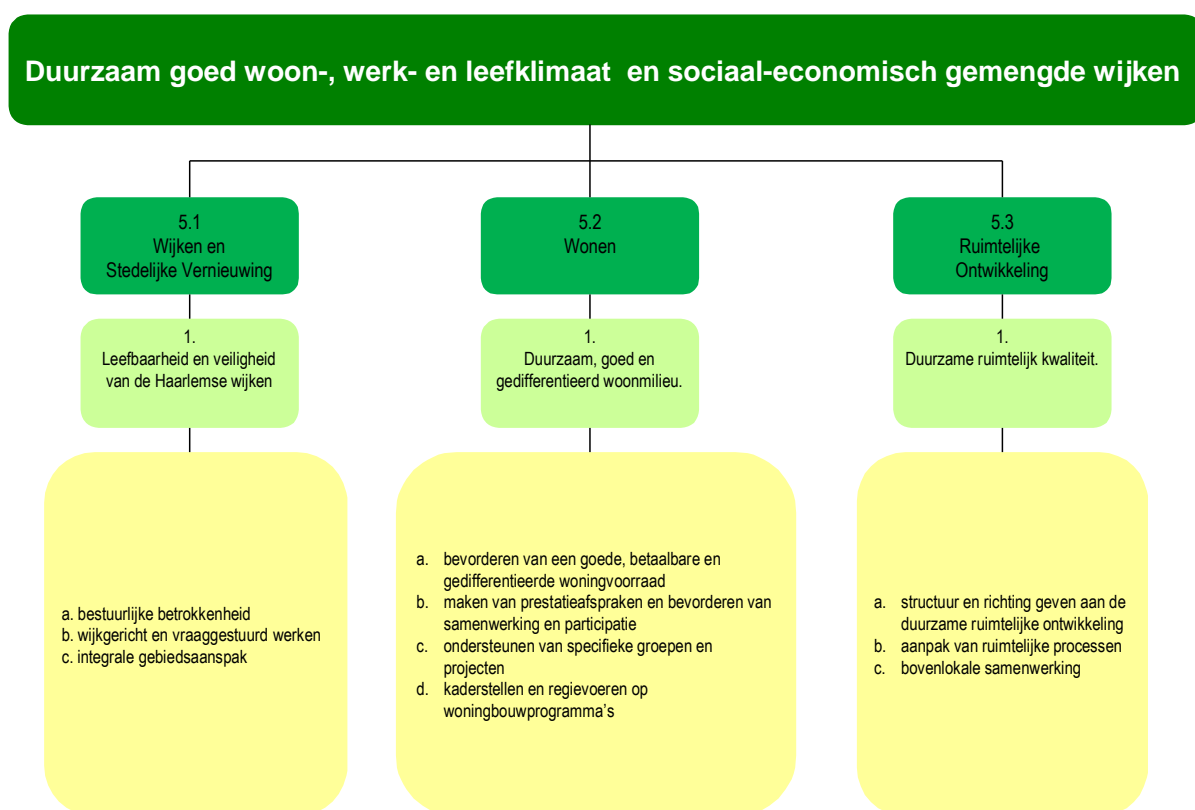 Duurzaam goed woon-, werk- en leefklimaat en sociaal-economisch gemengde wijken
5.1
Wijken en
Stedelijke Vernieuwing
1.
Leefbaarheid en veiligheid
van de Haarlemse wijken
a. bestuurlijke betrokkenheid
b. wijkgericht en vraaggestuurd werken
c. integrale gebiedsaanspak
5.2
Wonen
1.
Duurzaam, goed en
gedifferentieerd woonmilieu.
a. bevorderen van een goede, betaalbare en
gedifferentieerde woningvoorraad
b. maken van prestatieafspraken en bevorderen van
samenwerking en participatie
c. ondersteunen van specifieke groepen en
projecten
d. kaderstellen en regievoeren op
woningbouwprogramma’s
5.3
Ruimtelijke
Ontwikkeling
1.
Duurzame ruimtelijk kwaliteit.
a. structuur en richting geven aan de
duurzame ruimtelijke ontwikkeling
b. aanpak van ruimtelijke processen
c. bovenlokale samenwerking